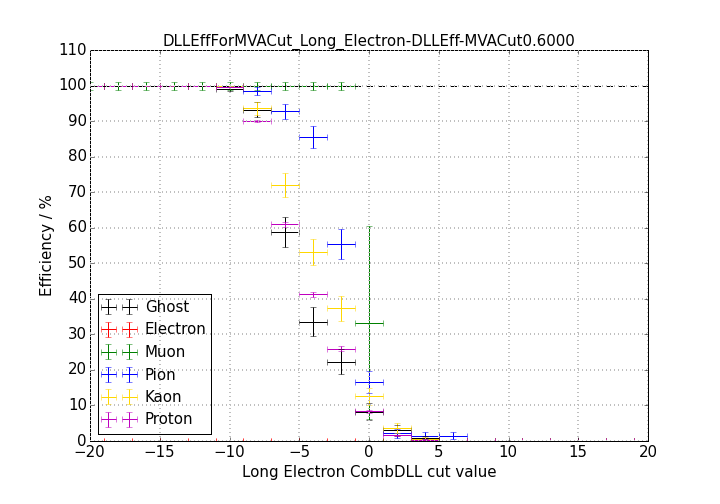 DLLEffForMVACut_Long_Electron-DLLEff-MVACut0.6000
110
100
90
80
70
60
50
40
30
20
10
0
Efficiency / %
Ghost
Electron
Muon
Pion
Kaon
Proton
−20 −15 −10 −5 0 5 10 15 20
Long Electron CombDLL cut value